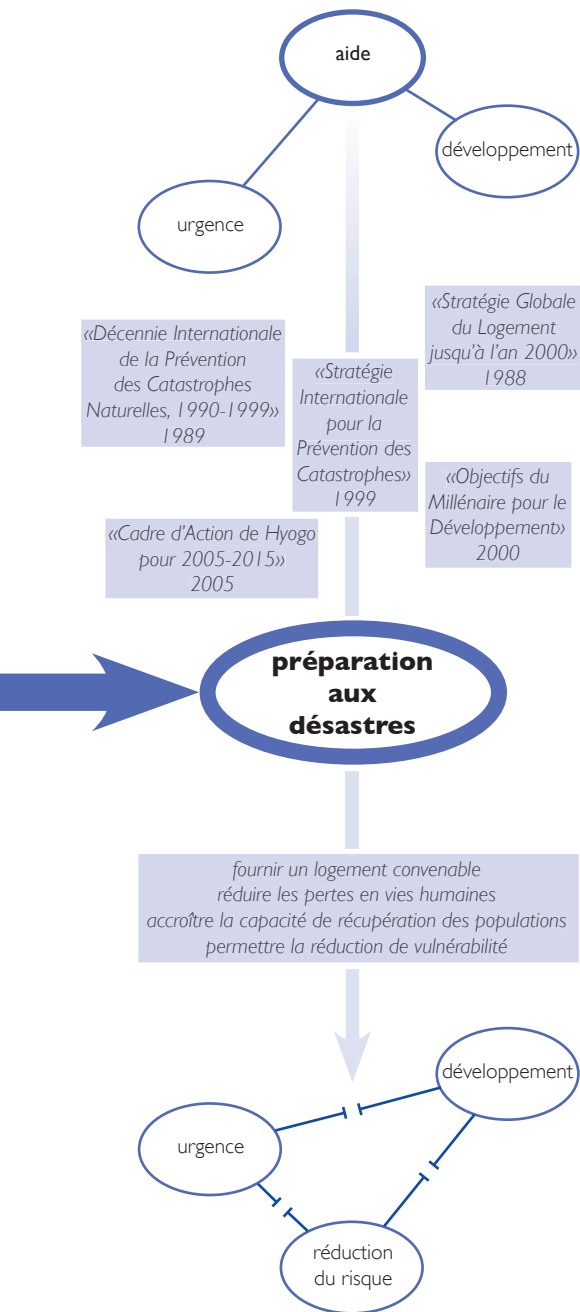 aide
développement
urgence
«Stratégie Globale
du Logement
jusqu'à l'an 2000»
1988
«Décennie Internationale
de la Prévention
des Catastrophes
Naturelles, 1990-1999»
1989
«Stratégie
Internationale
pour la
Prévention des
Catastrophes»
1999
«Objectifs du
Millénaire pour le
Développement»
2000
«Cadre d'Action de Hyogo
pour 2005-2015»
2005
préparation
aux
désastres
fournir un logement convenable
réduire les pertes en vies humaines
accroître la capacité de récupération des populations
permettre la réduction de vulnérabilité
développement
urgence
réduction
du risque